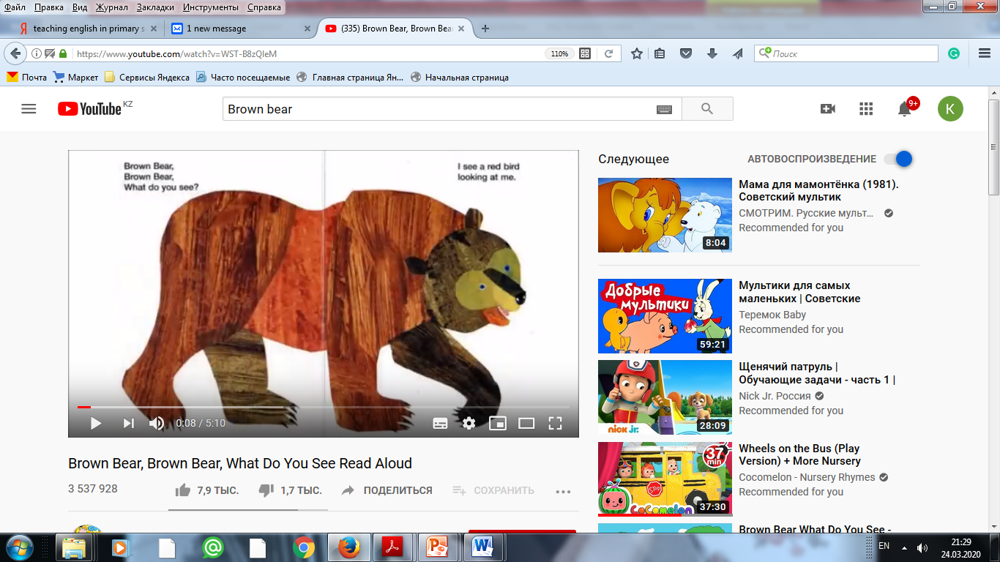 Файл Правка Вид Журнал Закладки Инструменты Справка
teaching english in primary s
1 new message
(335) Brown Bear, Brown Bear
https://www.youtube.com/watch?v=WST-B8zQleM
110%
Поиск
Почта
Маркет
Сервисы Яндекса
Часто посещаемые
Главная страница Ян...
Начальная страница
YouTube KZ
Brown bear
9+
K
Brown Bear,
Brown Bear,
What do you see?
I see a red bird
looking at me.
0:08 / 5:10
Brown Bear, Brown Bear, What Do You See Read Aloud
3 537 928
7,9 ТЫС.
1,7 ТЫС.
ПОДЕЛИТЬСЯ
СОХРАНИТЬ
Следующее
АВТОВОСПРОИЗВЕДЕНИЕ
8:04
Мама для мамонтёнка (1981).
Советский мультик
СМОТРИМ. Русские мульт...
Recommended for you
Добрые
мультики
59:21
Мультики для самых
маленьких | Советские
Теремок Baby
Recommended for you
nick jr.
28:09
Щенячий патруль |
Обучающие задачи - часть 1 |
Nick Jr. Россия
Recommended for you
37
min
STOP
CoComelon
37:30
Wheels on the Bus (Play
Version) + More Nursery
Cocomelon - Nursery Rhymes
Recommended for you
Brown Bear What Do You See -
EN
21:29
24.03.2020